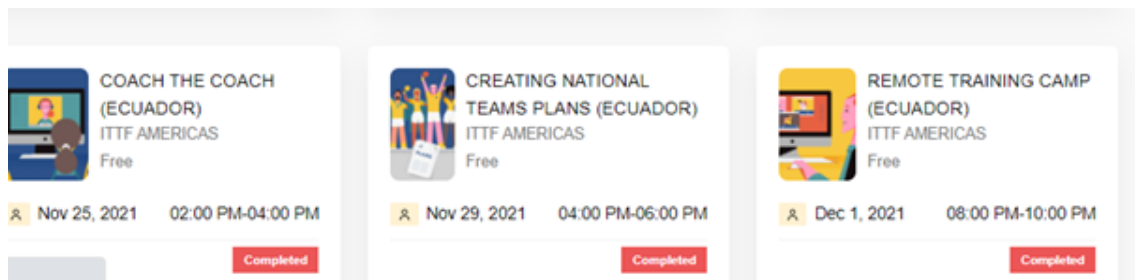 COACH THE COACH
(ECUADOR)
ITTF AMERICAS
Free
Nov 25, 2021 02:00 PM-04:00 PM
Completed
CREATING NATIONAL
TEAMS PLANS (ECUADOR)
ITTF AMERICAS
Free
Nov 29, 2021 04:00 PM-06:00 PM
Completed
REMOTE TRAINING CAMP
(ECUADOR)
ITTF AMERICAS
Free
Dec 1, 2021 08:00 PM-10:00 PM
Completed